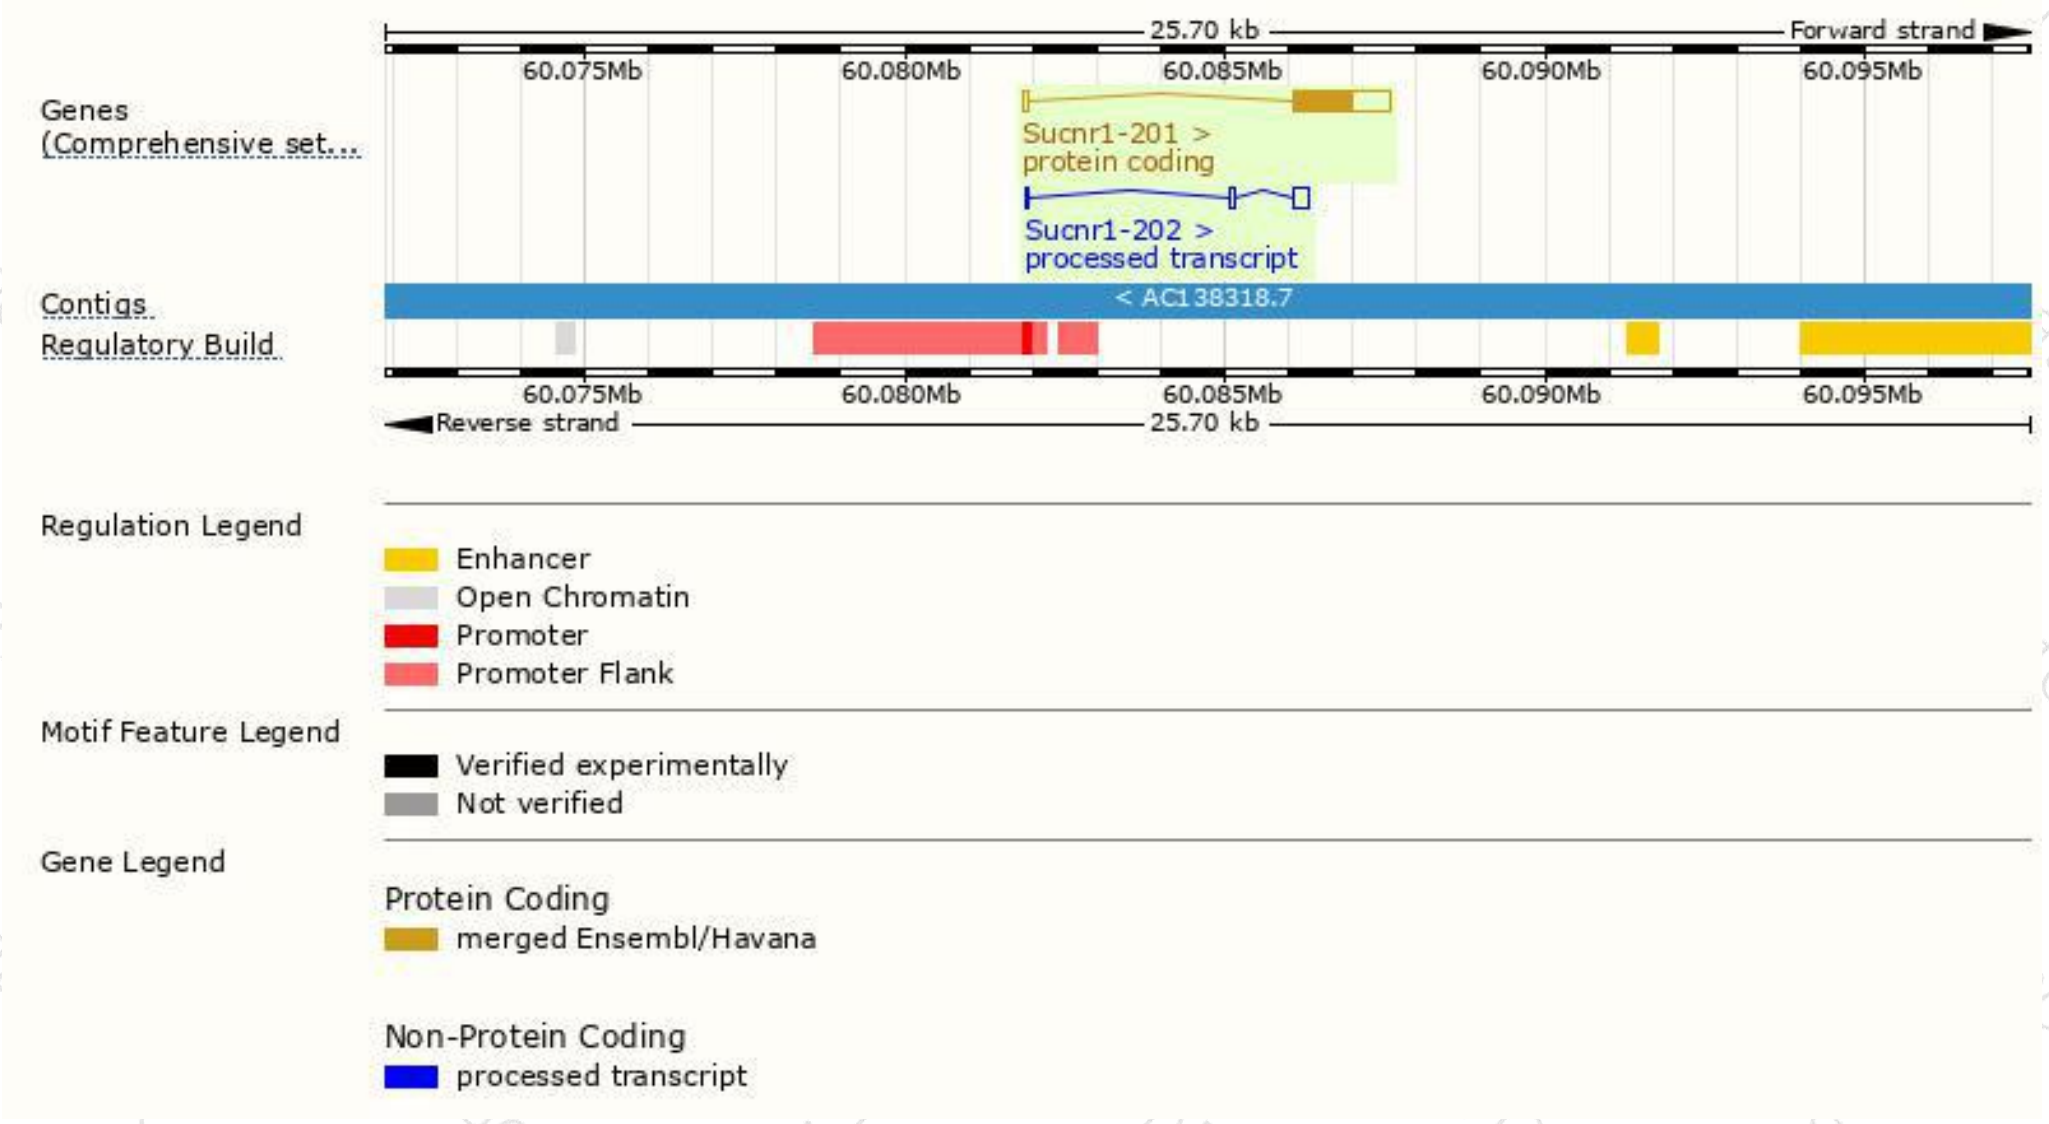 25.70 kb
Forward strand
60.075Mb 60.080Mb 60.085Mb 60.090Mb 60.095Mb
Genes
(Comprehensive set...
Sucnr1-201 >
protein coding
Sucnr1-202 >
processed transcript
Contigs
< AC138318.7
Regulatory Build
60.075Mb 60.080Mb 60.085Mb 60.090Mb 60.095Mb
Reverse strand
25.70 kb
Regulation Legend
Enhancer
Open Chromatin
Promoter
Promoter Flank
Motif Feature Legend
Verified experimentally
Not verified
Gene Legend
Protein Coding
merged Ensembl/Havana
Non-Protein Coding
processed transcript